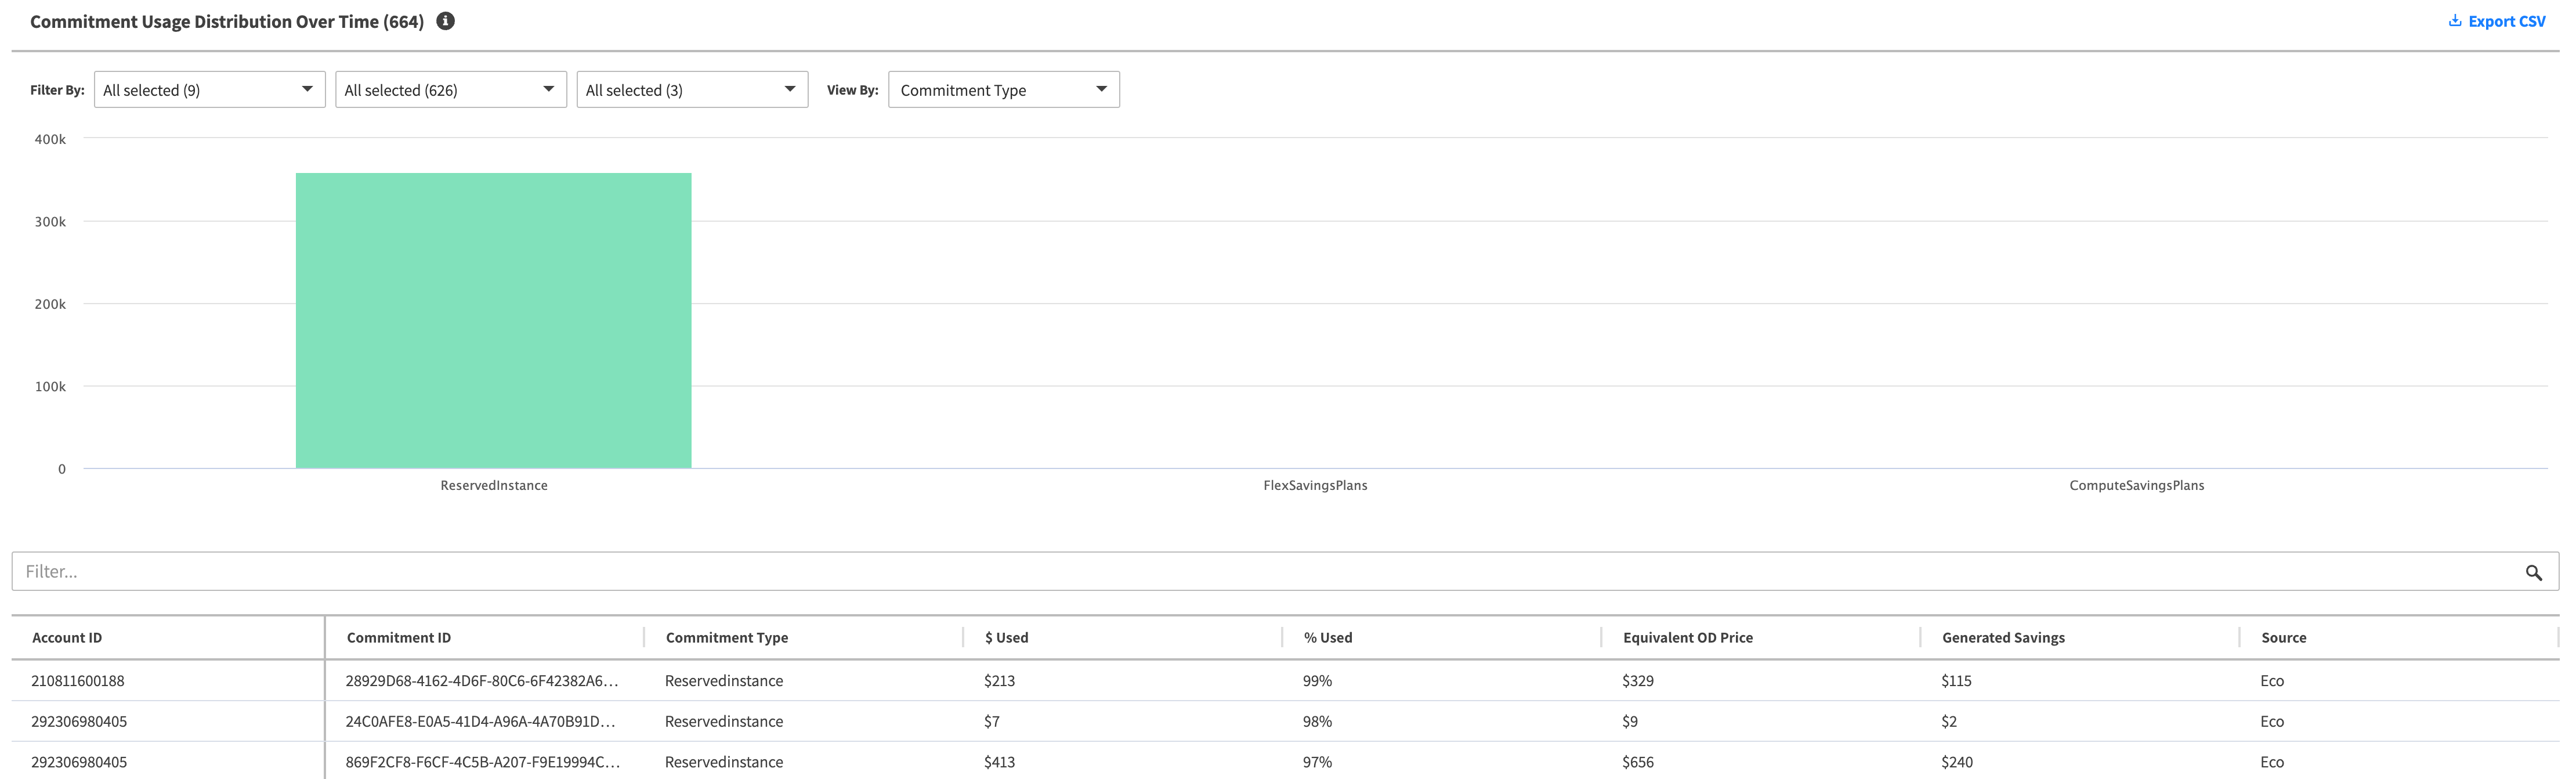 Commitment Usage Distribution Over Time (664)
Export CSV
Filter By: All selected (9) All selected (626) All selected (3) View By: Commitment Type
400k
300k
200k
100k
0
ReservedInstance FlexSavingsPlans ComputeSavingsPlans
Filter...
Account ID Commitment ID Commitment Type $ Used % Used Equivalent OD Price Generated Savings Source
210811600188 28929D68-4162-4D6F-80C6-6F42382A6... Reservedinstance $213 99% $329 $115 Eco
292306980405 24C0AFE8-E0A5-41D4-A96A-4A70B91D... Reservedinstance $7 98% $9 $2 Eco
292306980405 869F2CF8-F6CF-4C5B-A207-F9E19994C... Reservedinstance $413 97% $656 $240 Eco